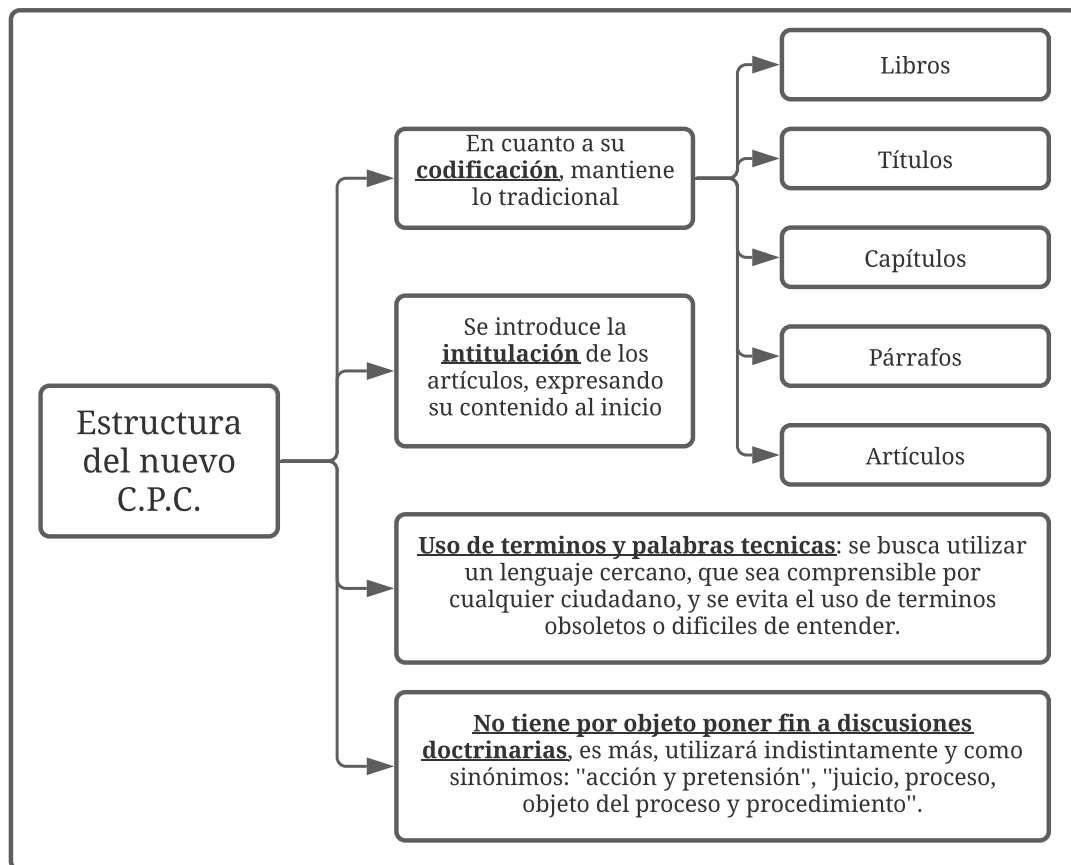 Estructura
del nuevo
C.P.C.
En cuanto a su
codificación, mantiene
lo tradicional
Libros
Títulos
Capítulos
Párrafos
Artículos
Se introduce la
intitulación de los
artículos, expresando
su contenido al inicio
Uso de terminos y palabras tecnicas: se busca utilizar
un lenguaje cercano, que sea comprensible por
cualquier ciudadano, y se evita el uso de terminos
obsoletos o dificiles de entender.
No tiene por objeto poner fin a discusiones
doctrinarias, es más, utilizará indistintamente y como
sinónimos: "acción y pretensión", "juicio, proceso,
objeto del proceso y procedimiento".